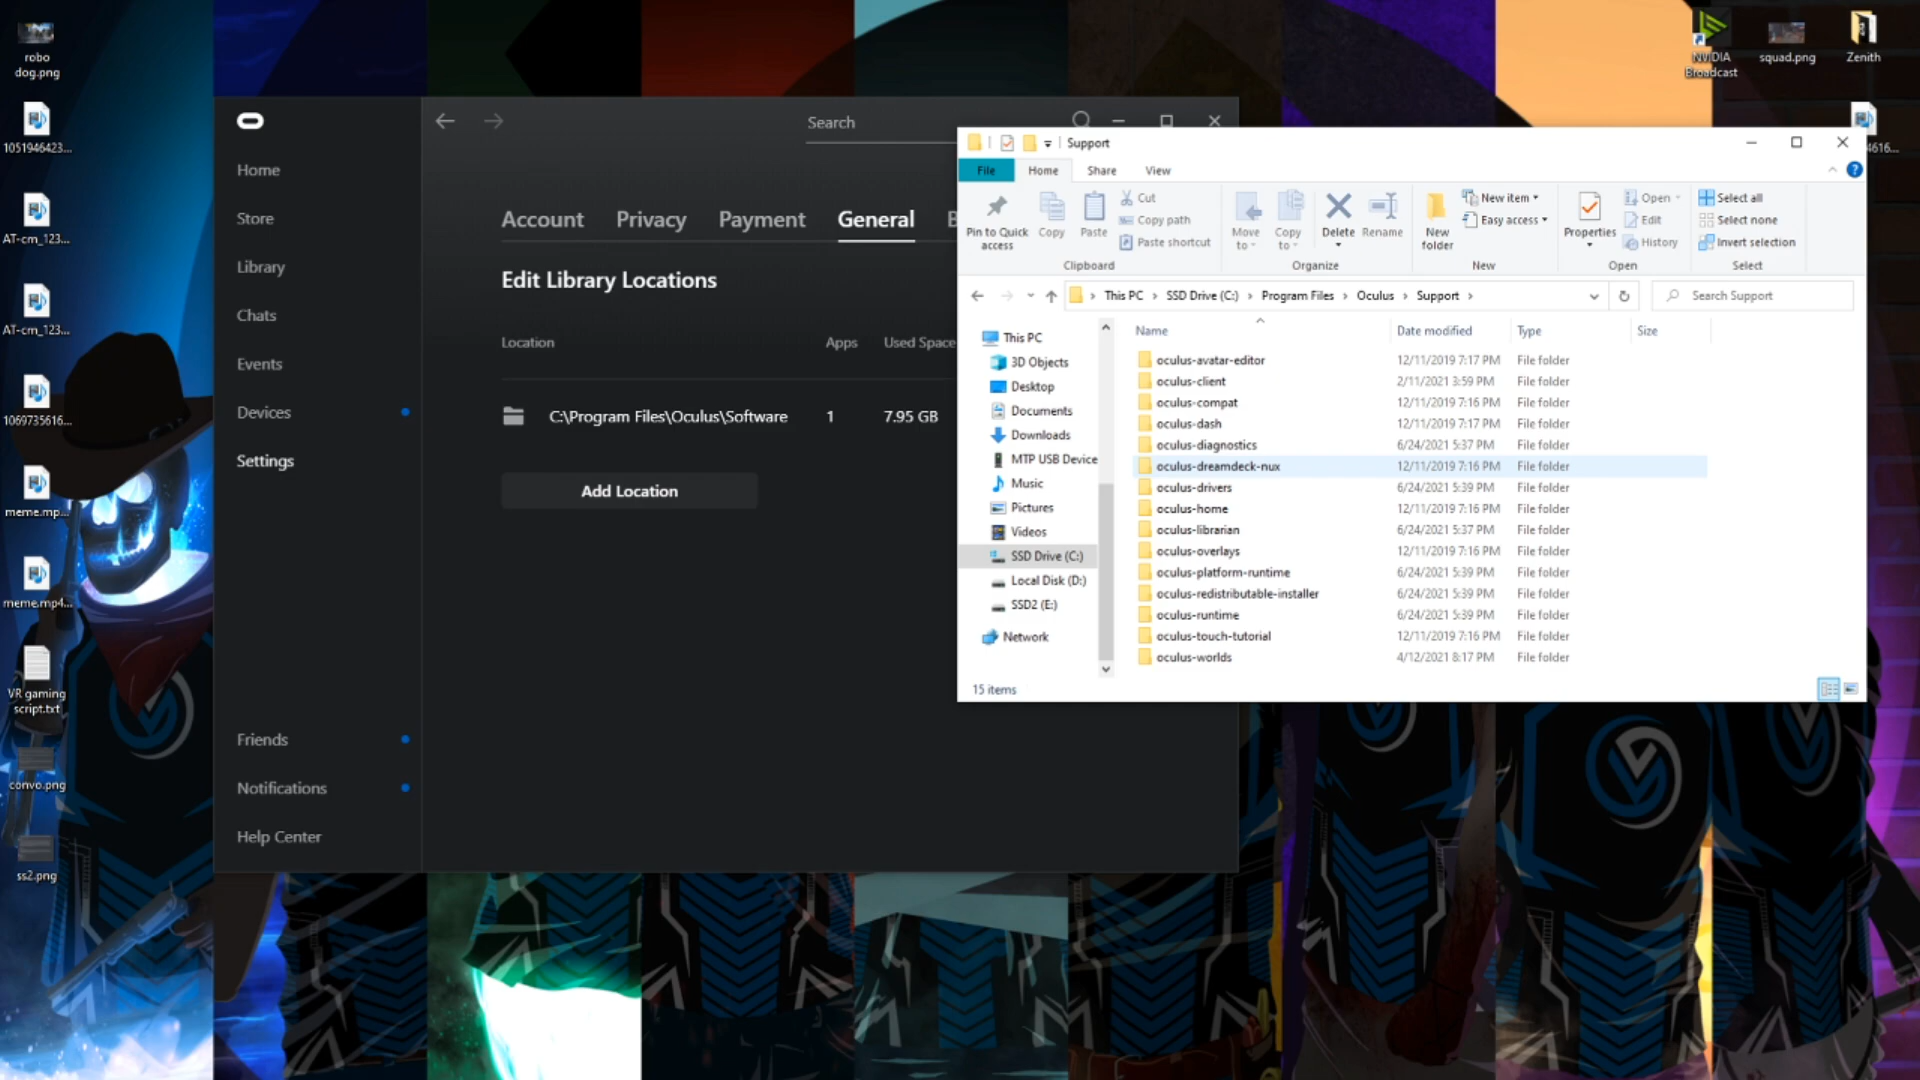 robo
dog.png
1051946423...
AT-cm_123...
AT-cm_123...
1069735616...
meme.mp...
meme.mp4...
VR gaming
script.txt
convo.png
ss2.png
NVIDIA
Broadcast
squad.png
Zenith
4616...
Home
Store
Library
Chats
Events
Devices
Settings
Friends
Notifications
Help Center
Search
Account
Privacy
Payment
General
B
Edit Library Locations
Location Apps Used Space
C:\Program Files\Oculus\Software 1 7.95 GB
Add Location
Support
File Home Share View
Pin to Quick
access
Copy
Paste
Cut
Copy path
Paste shortcut
Clipboard
Move
to
Copy
to
Delete
Rename
Organize
New
folder
New item
Easy access
New
Properties
Open
Edit
History
Open
Select all
Select none
Invert selection
Select
This PC > SSD Drive (C:) > Program Files > Oculus > Support >
Search Support
This PC
3D Objects
Desktop
Documents
Downloads
MTP USB Device
Music
Pictures
Videos
SSD Drive (C:)
Local Disk (D:)
SSD2 (E:)
Network
Name Date modified Type Size
oculus-avatar-editor 12/11/2019 7:17 PM File folder
oculus-client 2/11/2021 3:59 PM File folder
oculus-compat 12/11/2019 7:16 PM File folder
oculus-dash 12/11/2019 7:17 PM File folder
oculus-diagnostics 6/24/2021 5:37 PM File folder
oculus-dreamdeck-nux 12/11/2019 7:16 PM File folder
oculus-drivers 6/24/2021 5:39 PM File folder
oculus-home 12/11/2019 7:16 PM File folder
oculus-librarian 6/24/2021 5:37 PM File folder
oculus-overlays 12/11/2019 7:16 PM File folder
oculus-platform-runtime 6/24/2021 5:39 PM File folder
oculus-redistributable-installer 6/24/2021 5:39 PM File folder
oculus-runtime 6/24/2021 5:39 PM File folder
oculus-touch-tutorial 12/11/2019 7:16 PM File folder
oculus-worlds 4/12/2021 8:17 PM File folder
15 items